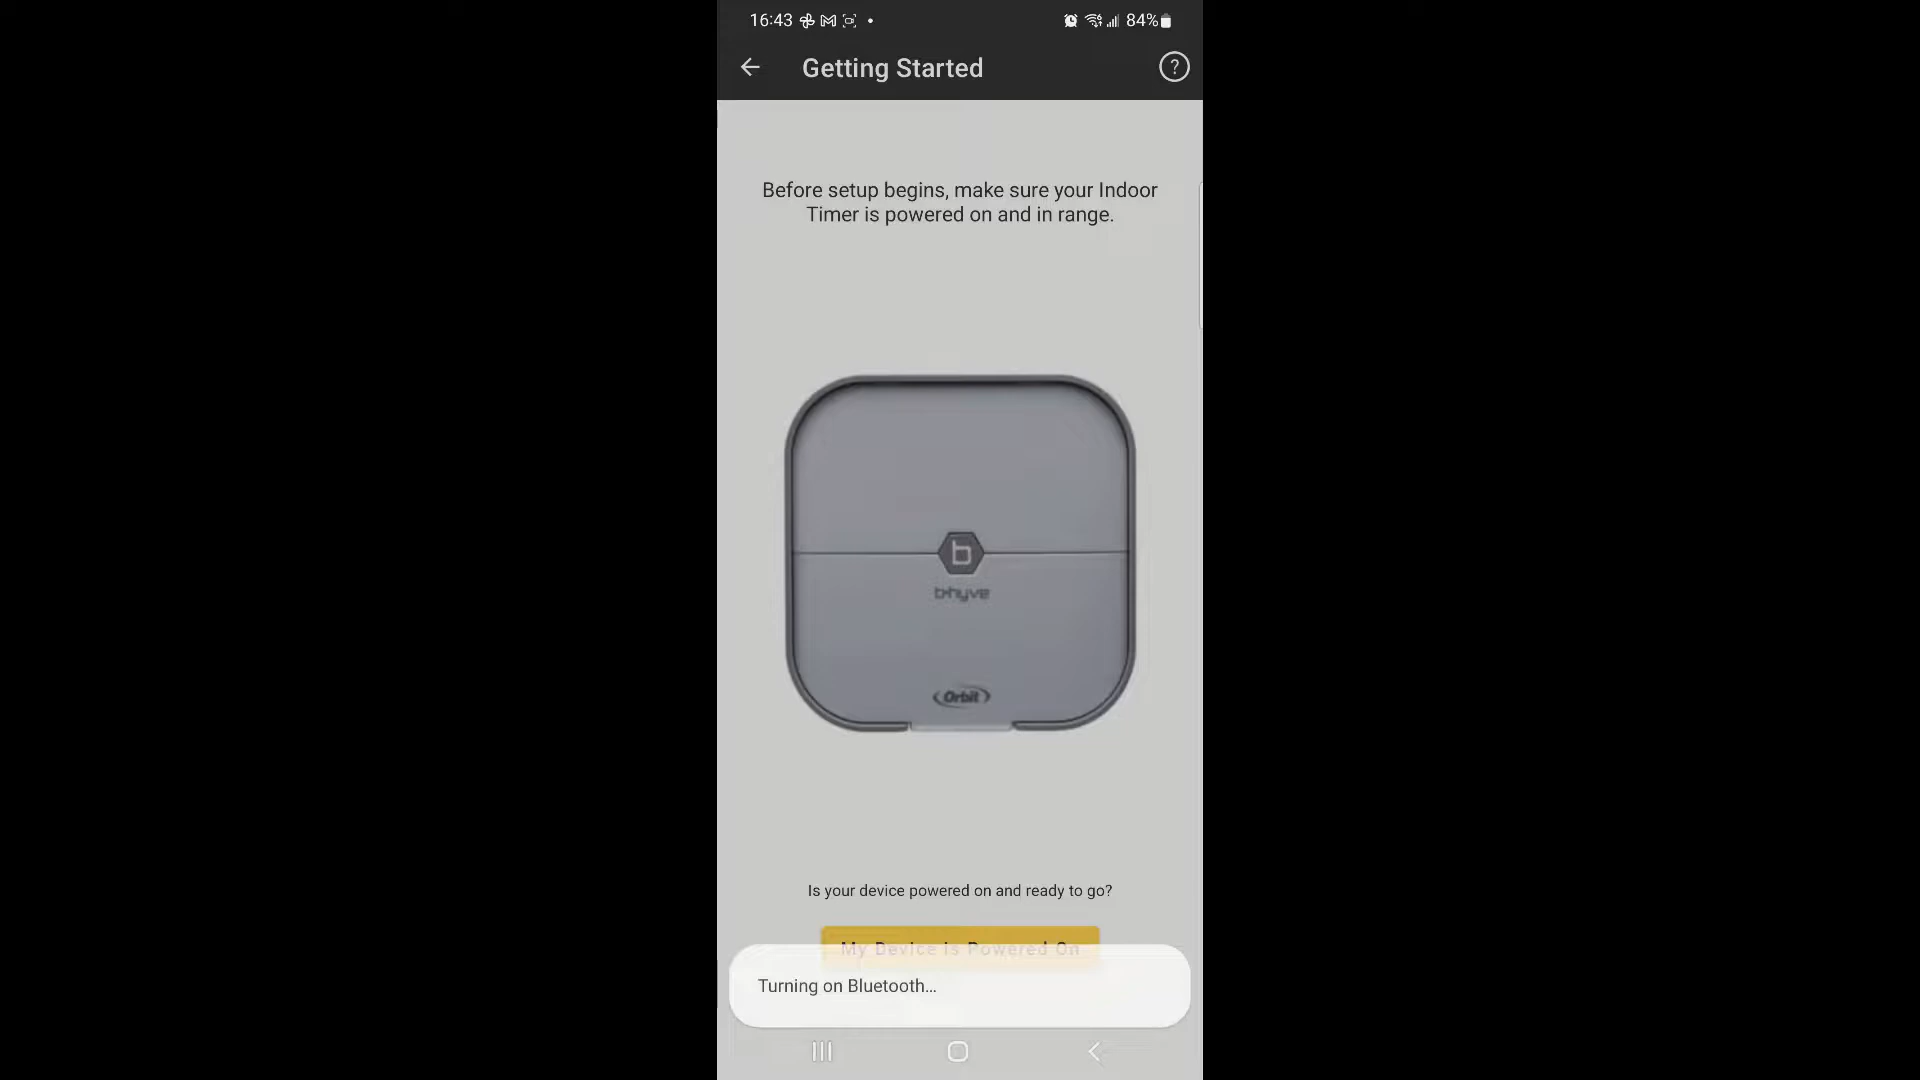 16:43
84%
Getting Started
?
Before setup begins, make sure your Indoor
Timer is powered on and in range.
b
b·hyve
Orbit
Is your device powered on and ready to go?
My Device is Powered On
Turning on Bluetooth...